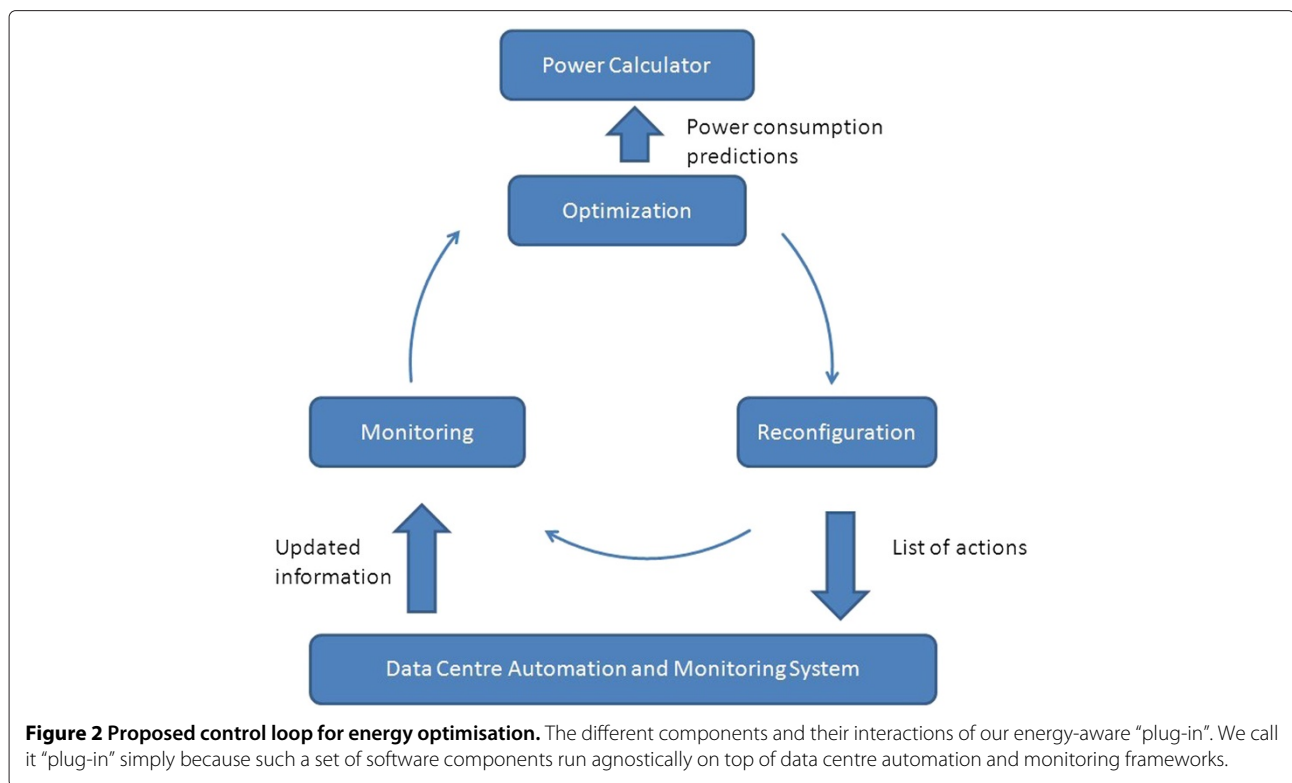 Power Calculator
Power consumption
predictions
Optimization
Monitoring
Reconfiguration
Updated
information
List of actions
Data Centre Automation and Monitoring System
Figure 2 Proposed control loop for energy optimisation. The different components and their interactions of our energy-aware “plug-in”. We call
it “plug-in” simply because such a set of software components run agnostically on top of data centre automation and monitoring frameworks.